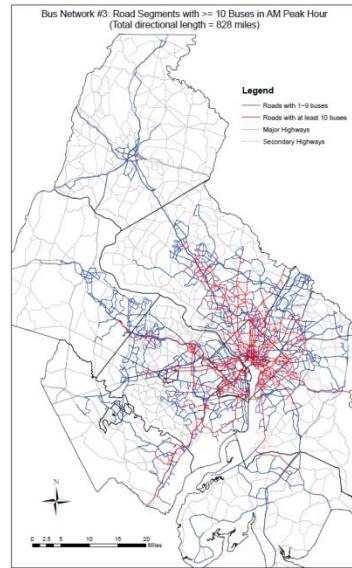 Bus Network #3: Road Segments with >= 10 Buses in AM Peak Hour
(Total directional length = 828 miles)
Legend
Roads with 1~9 buses
Roads with at least 10 buses
Major Highways
Secondary Highways
N
0 2.5 5 10 15 20
Miles